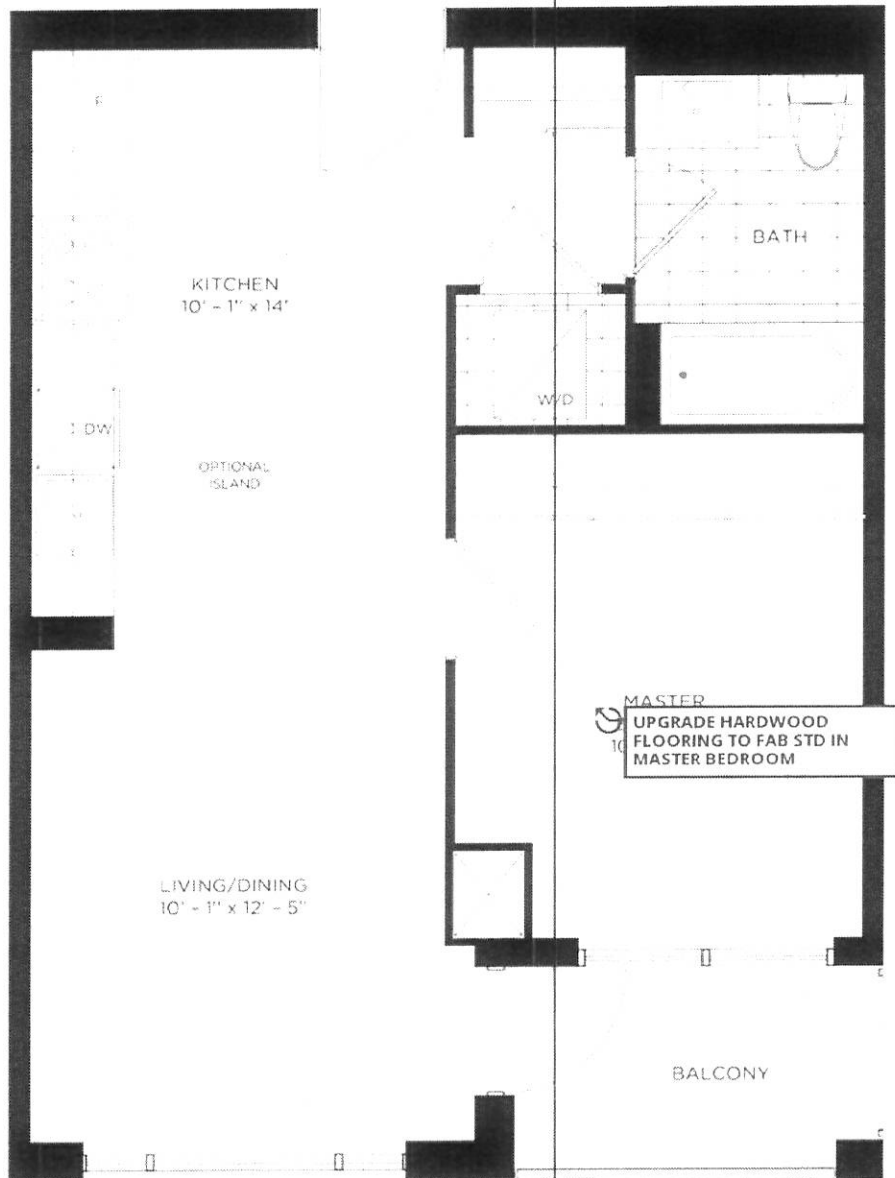 F
BATH
KITCHEN
10' - 1" x 14'
W/D
DW
OPTIONAL
ISLAND
MASTER
UPGRADE HARDWOOD
FLOORING TO FAB STD IN
MASTER BEDROOM
LIVING/DINING
10' - 1" x 12' - 5"
BALCONY